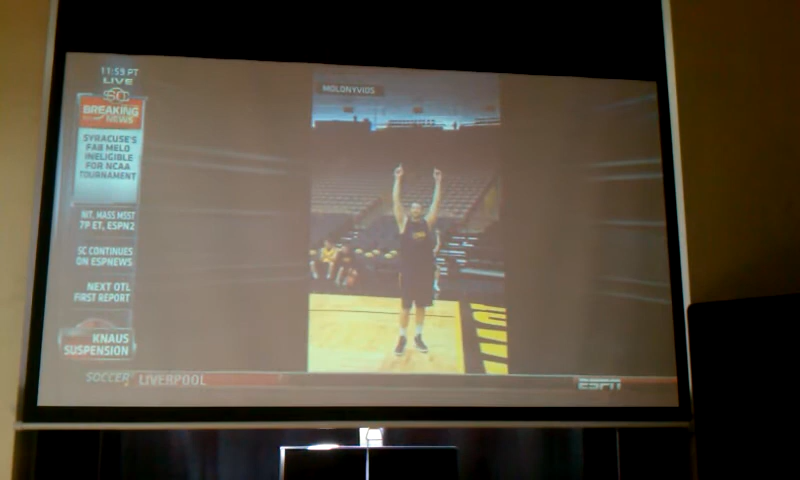 11:59 PT
LIVE
SC
BREAKING
NEWS
SYRACUSE'S
FAB MELO
INELIGIBLE
FOR NCAA
TOURNAMENT
NIT, MASS MSST
7P ET, ESPN2
SC CONTINUES
ON ESPNEWS
NEXT OTL
FIRST REPORT
KNAUS
SUSPENSION
MOLONYVIDS
SOCCER LIVERPOOL
ESPN